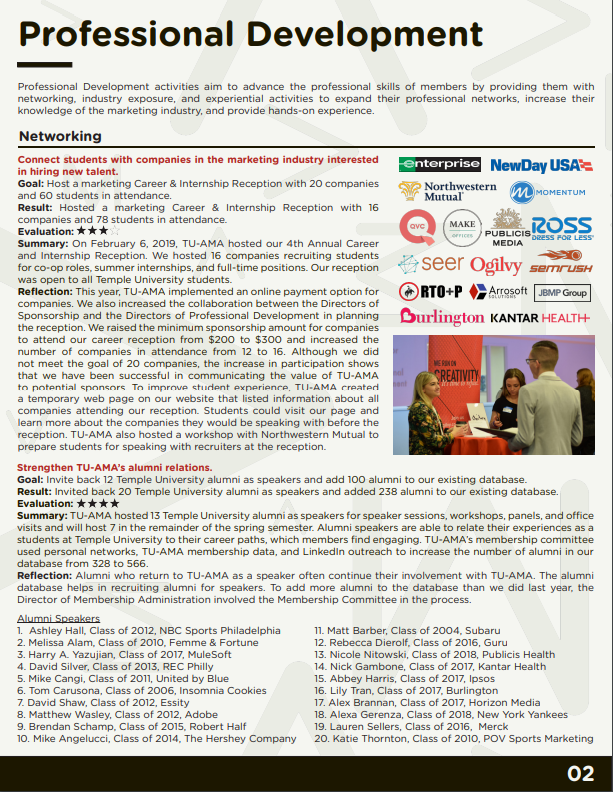 Professional Development
Professional Development activities aim to advance the professional skills of members by providing them with
networking, industry exposure, and experiential activities to expand their professional networks, increase their
knowledge of the marketing industry, and provide hands-on experience.
Networking
Connect students with companies in the marketing industry interested
in hiring new talent.
Goal: Host a marketing Career & Internship Reception with 20 companies
and 60 students in attendance.
Result: Hosted a marketing Career & Internship Reception with 16
companies and 78 students in attendance.
Evaluation: ★★★☆
Summary: On February 6, 2019, TU-AMA hosted our 4th Annual Career
and Internship Reception. We hosted 16 companies recruiting students
for co-op roles, summer internships, and full-time positions. Our reception
was open to all Temple University students.
Reflection: This year, TU-AMA implemented an online payment option for
companies. We also increased the collaboration between the Directors of
Sponsorship and the Directors of Professional Development in planning
the reception. We raised the minimum sponsorship amount for companies
to attend our career reception from $200 to $300 and increased the
number of companies in attendance from 12 to 16. Although we did
not meet the goal of 20 companies, the increase in participation shows
that we have been successful in communicating the value of TU-AMA
to potential sponsors. To improve student experience, TU-AMA created
a temporary web page on our website that listed information about all
companies attending our reception. Students could visit our page and
learn more about the companies they would be speaking with before the
reception. TU-AMA also hosted a workshop with Northwestern Mutual to
prepare students for speaking with recruiters at the reception.
enterprise
NewDay USA
Northwestern
Mutual
MOMENTUM
qvc
MAKE
OFFICES
PUBLICIS
MEDIA
ROSS
DRESS FOR LESS
seer
Ogilvy
SEMRUSH
RTO+P
Arrosoft
SOLUTIONS
JBMP Group
Burlington
KANTAR HEALTH
CREATIVITY
Strengthen TU-AMA's alumni relations.
Goal: Invite back 12 Temple University alumni as speakers and add 100 alumni to our existing database.
Result: Invited back 20 Temple University alumni as speakers and added 238 alumni to our existing database.
Evaluation: ★★★★
Summary: TU-AMA hosted 13 Temple University alumni as speakers for speaker sessions, workshops, panels, and office
visits and will host 7 in the remainder of the spring semester. Alumni speakers are able to relate their experiences as a
students at Temple University to their career paths, which members find engaging. TU-AMA's membership committee
used personal networks, TU-AMA membership data, and LinkedIn outreach to increase the number of alumni in our
database from 328 to 566.
Reflection: Alumni who return to TU-AMA as a speaker often continue their involvement with TU-AMA. The alumni
database helps in recruiting alumni for speakers. To add more alumni to the database than we did last year, the
Director of Membership Administration involved the Membership Committee in the process.
Alumni Speakers
1. Ashley Hall, Class of 2012, NBC Sports Philadelphia
2. Melissa Alam, Class of 2010, Femme & Fortune
3. Harry A. Yazujian, Class of 2017, MuleSoft
4. David Silver, Class of 2013, REC Philly
5. Mike Cangi, Class of 2011, United by Blue
6. Tom Carusona, Class of 2006, Insomnia Cookies
7. David Shaw, Class of 2012, Essity
8. Matthew Wasley, Class of 2012, Adobe
9. Brendan Schamp, Class of 2015, Robert Half
10. Mike Angelucci, Class of 2014, The Hershey Company
11. Matt Barber, Class of 2004, Subaru
12. Rebecca Dierolf, Class of 2016, Guru
13. Nicole Nitowski, Class of 2018, Publicis Health
14. Nick Gambone, Class of 2017, Kantar Health
15. Abbey Harris, Class of 2017, Ipsos
16. Lily Tran, Class of 2017, Burlington
17. Alex Brannan, Class of 2017, Horizon Media
18. Alexa Gerenza, Class of 2018, New York Yankees
19. Lauren Sellers, Class of 2016, Merck
20. Katie Thornton, Class of 2010, POV Sports Marketing
02